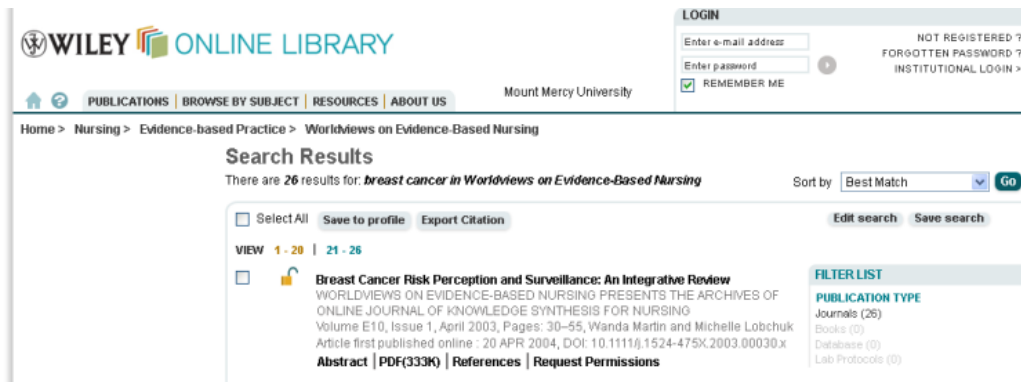 LOGIN
WILEY ONLINE LIBRARY
Enter e-mail address
NOT REGISTERED ?
FORGOTTEN PASSWORD ?
Enter password
INSTITUTIONAL LOGIN >
REMEMBER ME
PUBLICATIONS | BROWSE BY SUBJECT | RESOURCES | ABOUT US
Mount Mercy University
Home > Nursing > Evidence-based Practice > Worldviews on Evidence-Based Nursing
Search Results
There are 26 results for: breast cancer in Worldviews on Evidence-Based Nursing
Sort by Best Match Go
Select All Save to profile Export Citation
Edit search Save search
VIEW 1 - 20 | 21 - 26
Breast Cancer Risk Perception and Surveillance: An Integrative Review
WORLDVIEWS ON EVIDENCE-BASED NURSING PRESENTS THE ARCHIVES OF
ONLINE JOURNAL OF KNOWLEDGE SYNTHESIS FOR NURSING
Volume E10, Issue 1, April 2003, Pages: 30–55, Wanda Martin and Michelle Lobchuk
Article first published online : 20 APR 2004, DOI: 10.1111/j.1524-475X.2003.00030.x
Abstract | PDF(333K) | References | Request Permissions
FILTER LIST
PUBLICATION TYPE
Journals (26)
Books (0)
Database (0)
Lab Protocols (0)